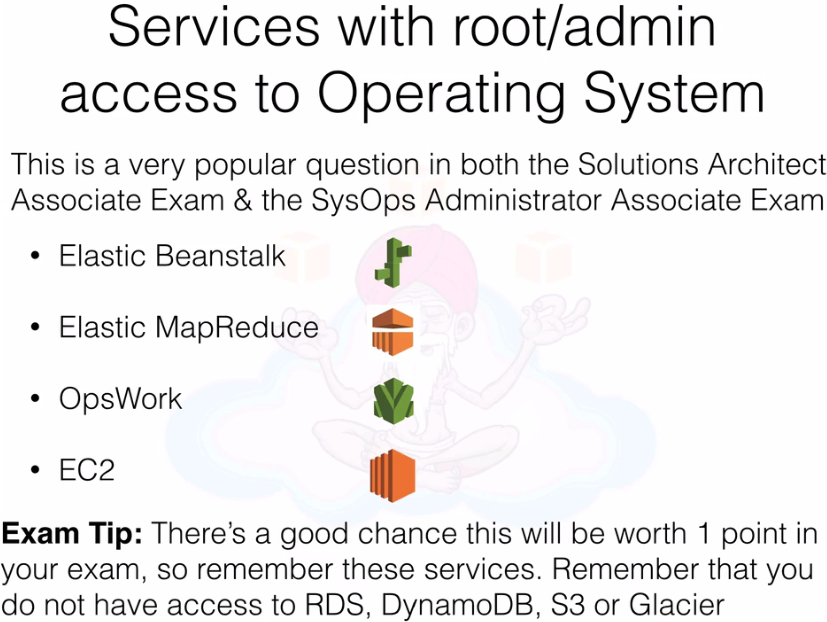 Services with root/admin
access to Operating System
This is a very popular question in both the Solutions Architect
Associate Exam & the SysOps Administrator Associate Exam
• Elastic Beanstalk
• Elastic MapReduce
• OpsWork
• EC2
Exam Tip: There's a good chance this will be worth 1 point in
your exam, so remember these services. Remember that you
do not have access to RDS, DynamoDB, S3 or Glacier